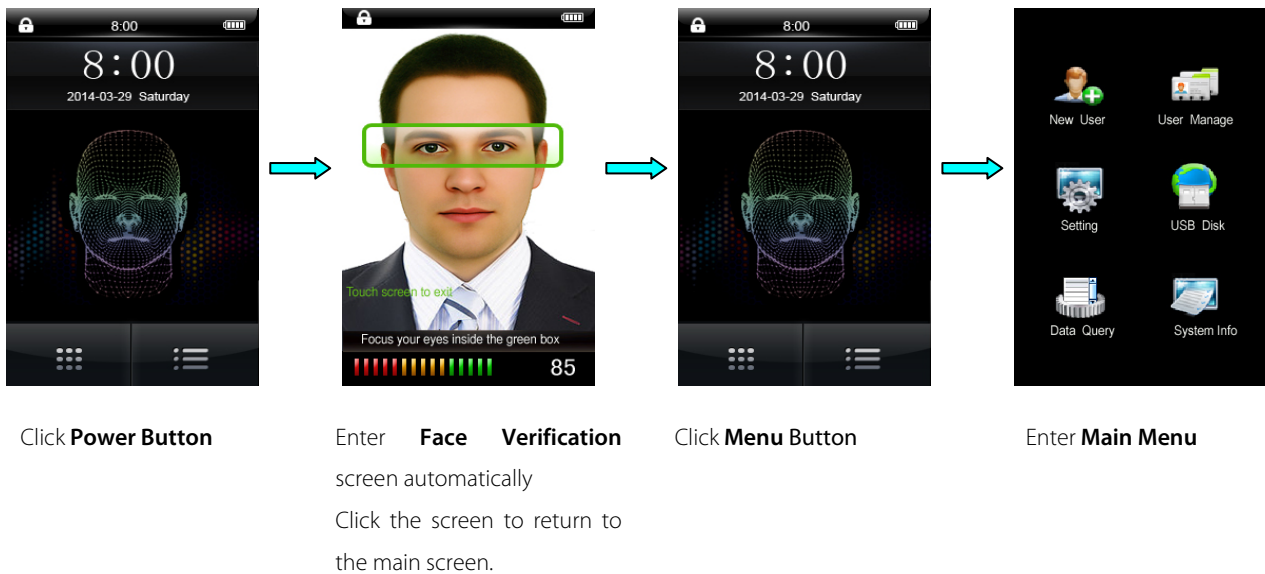 8:00
8:00
2014-03-29 Saturday
Touch screen to exit
Focus your eyes inside the green box
85
8:00
8:00
2014-03-29 Saturday
New User
User Manage
Setting
USB Disk
Data Query
System Info
Click Power Button
Enter Face Verification
screen automatically
Click the screen to return to
the main screen.
Click Menu Button
Enter Main Menu